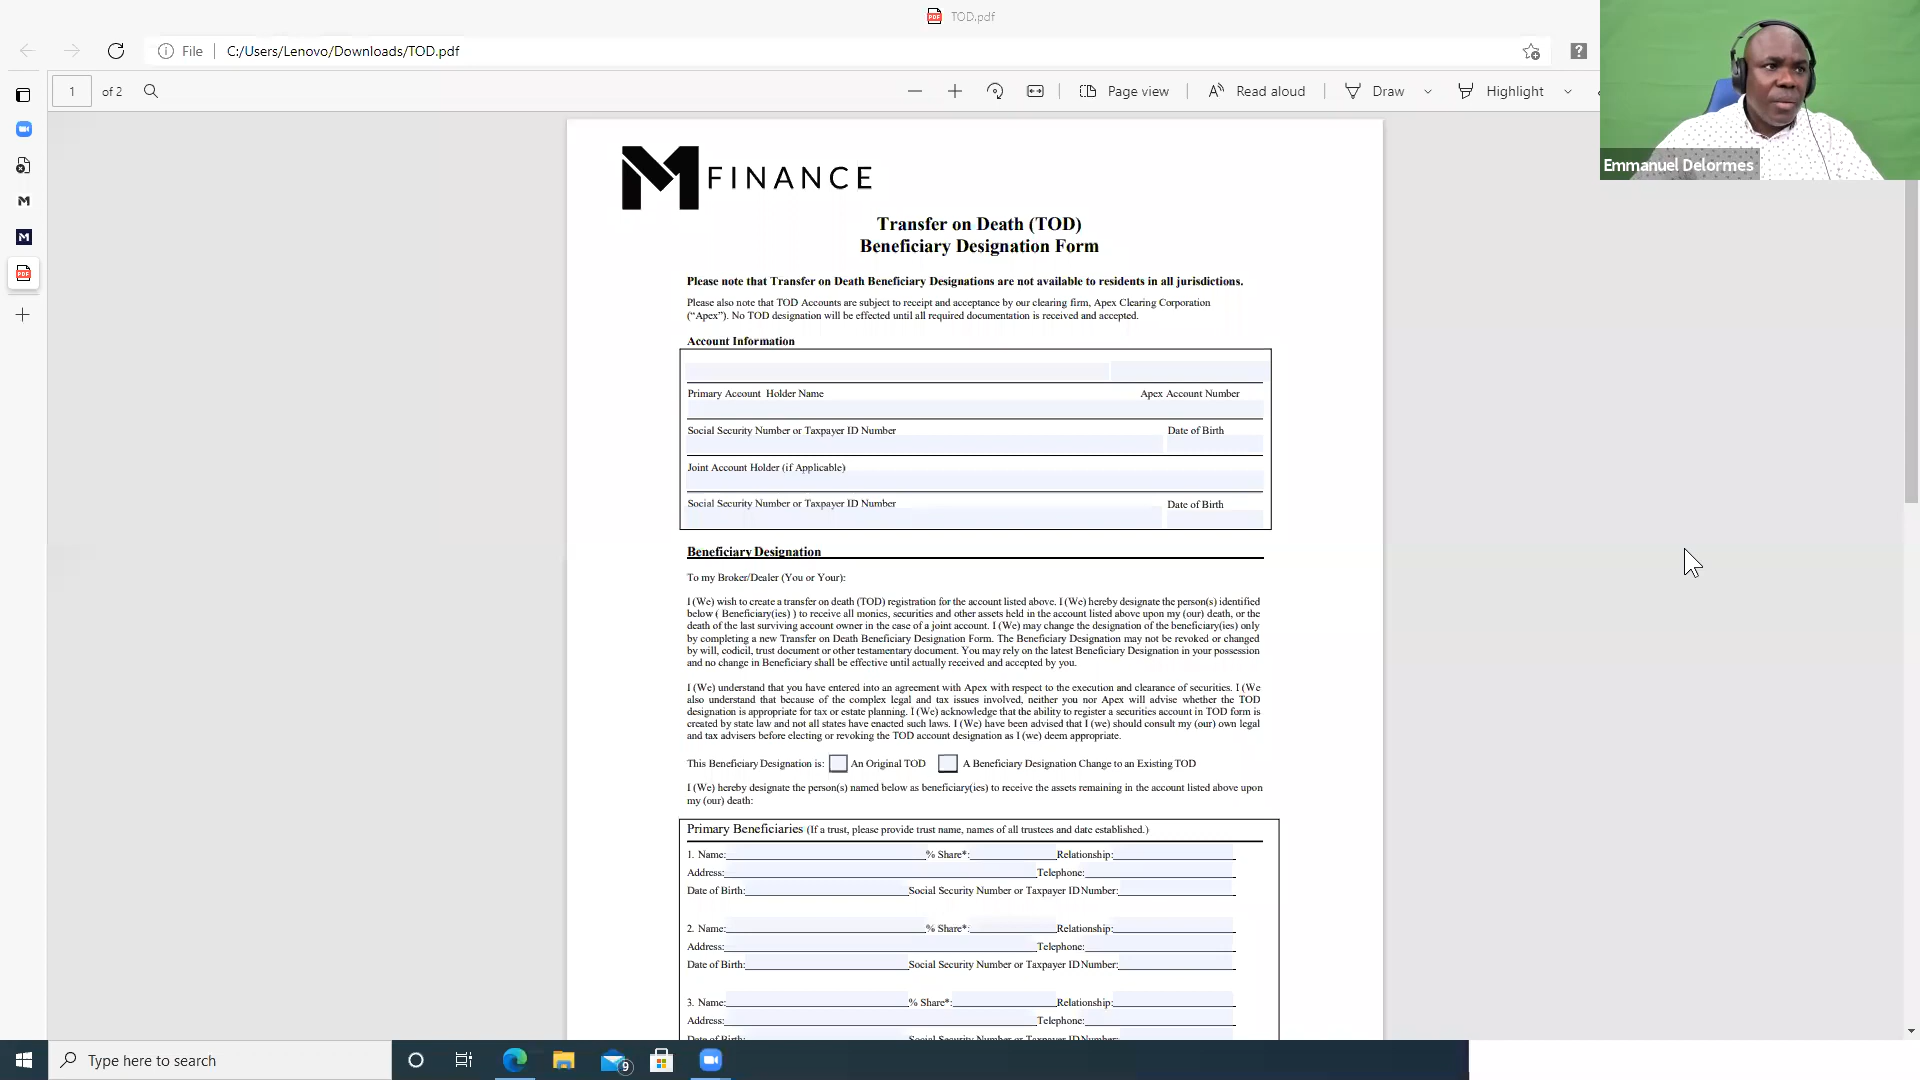 TOD.pdf
File
C:/Users/Lenovo/Downloads/TOD.pdf
1 of 2
Page view
Read aloud
Draw
Highlight
Emmanuel Delormes
M FINANCE
Transfer on Death (TOD)
Beneficiary Designation Form
Please note that Transfer on Death Beneficiary Designations are not available to residents in all jurisdictions.
Please also note that TOD Accounts are subject to receipt and acceptance by our clearing firm, Apex Clearing Corporation
(“Apex”). No TOD designation will be effected until all required documentation is received and accepted.
Account Information
Primary Account Holder Name Apex Account Number
Social Security Number or Taxpayer ID Number Date of Birth
Joint Account Holder (if Applicable)
Social Security Number or Taxpayer ID Number Date of Birth
Beneficiary Designation
To my Broker/Dealer (You or Your):
I (We) wish to create a transfer on death (TOD) registration for the account listed above. I (We) hereby designate the person(s) identified
below ( Beneficiary(ies) ) to receive all monies, securities and other assets held in the account listed above upon my (our) death, or the
death of the last surviving account owner in the case of a joint account. I (We) may change the designation of the beneficiary(ies) only
by completing a new Transfer on Death Beneficiary Designation Form. The Beneficiary Designation may not be revoked or changed
by will, codicil, trust document or other testamentary document. You may rely on the latest Beneficiary Designation in your possession
and no change in Beneficiary shall be effective until actually received and accepted by you.
I (We) understand that you have entered into an agreement with Apex with respect to the execution and clearance of securities. I (We
also understand that because of the complex legal and tax issues involved, neither you nor Apex will advise whether the TOD
designation is appropriate for tax or estate planning. I (We) acknowledge that the ability to register a securities account in TOD form is
created by state law and not all states have enacted such laws. I (We) have been advised that I (we) should consult my (our) own legal
and tax advisers before electing or revoking the TOD account designation as I (we) deem appropriate.
This Beneficiary Designation is: An Original TOD A Beneficiary Designation Change to an Existing TOD
I (We) hereby designate the person(s) named below as beneficiary(ies) to receive the assets remaining in the account listed above upon
my (our) death:
Primary Beneficiaries (If a trust, please provide trust name, names of all trustees and date established.)
1. Name: % Share*: Relationship:
Address: Telephone:
Date of Birth: Social Security Number or Taxpayer ID Number:
2. Name: % Share*: Relationship:
Address: Telephone:
Date of Birth: Social Security Number or Taxpayer ID Number:
3. Name: % Share*: Relationship:
Address: Telephone:
Date of Birth: Social Security Number or Taxpayer ID Number:
Type here to search
9